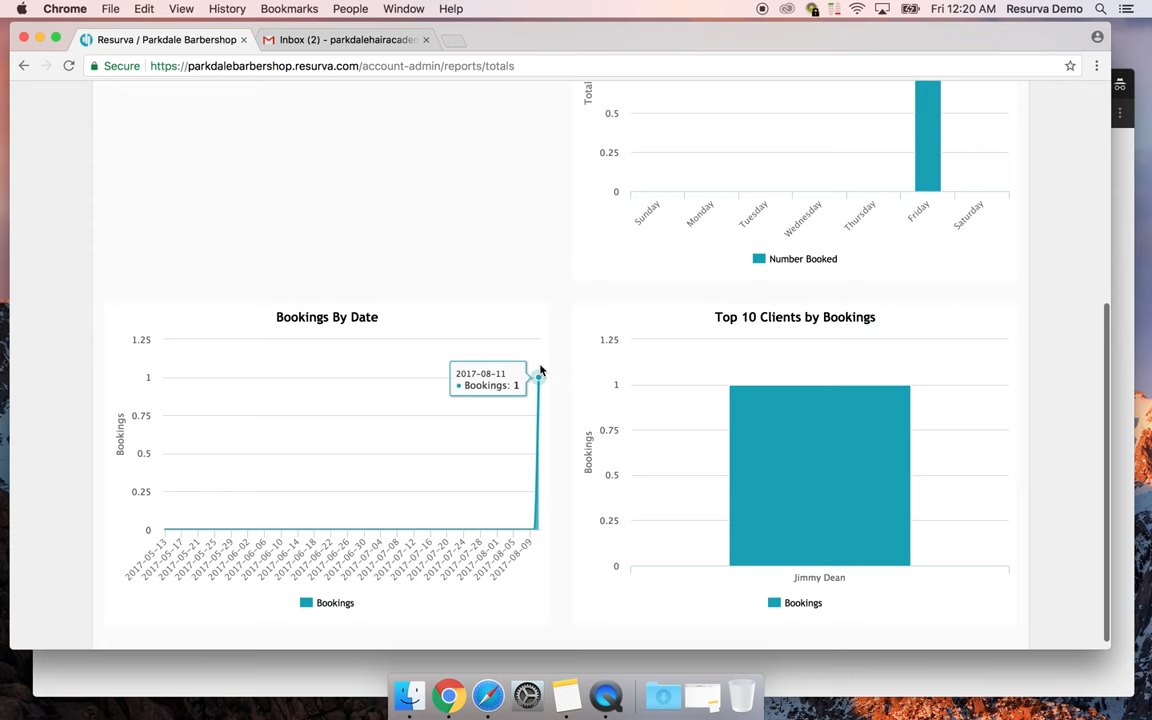 Chrome File Edit View History Bookmarks People Window Help Fri 12:20 AM Resurva Demo
Resurva / Parkdale Barbershop
Inbox (2) - parkdalehairacadem
Secure https://parkdalebarbershop.resurva.com/account-admin/reports/totals
Total
0.5
0.25
0
Sunday Monday Tuesday Wednesday Thursday Friday Saturday
Number Booked
Bookings By Date
1.25
1
0.75
0.5
0.25
0
Bookings
2017-08-11
Bookings: 1
2017-05-13 2017-05-17 2017-05-21 2017-05-25 2017-05-29 2017-06-02 2017-06-06 2017-06-10 2017-06-14 2017-06-18 2017-06-22 2017-06-26 2017-06-30 2017-07-04 2017-07-08 2017-07-12 2017-07-16 2017-07-20 2017-07-24 2017-07-28 2017-08-01 2017-08-05 2017-08-09
Bookings
Top 10 Clients by Bookings
1.25
1
0.75
0.5
0.25
0
Bookings
Jimmy Dean
Bookings